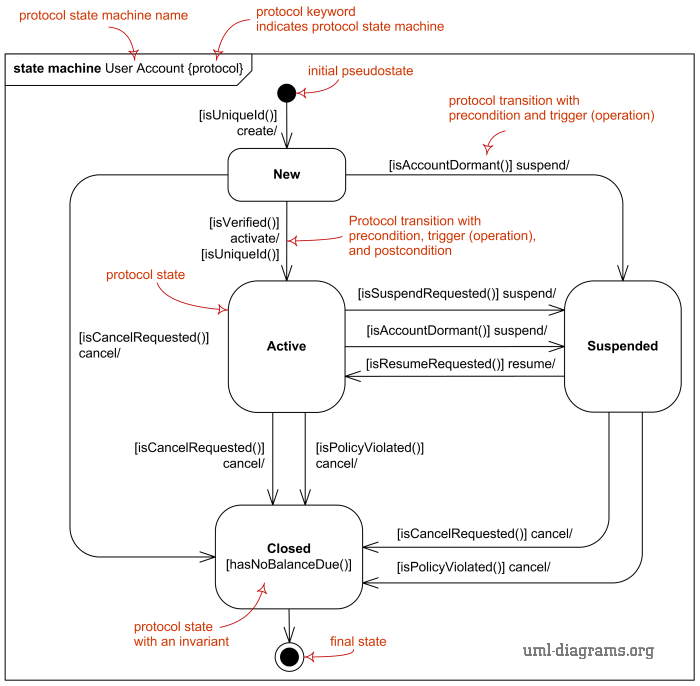 protocol state machine name
protocol keyword
indicates protocol state machine
state machine User Account {protocol}
initial pseudostate
[isUniqueId()]
create/
protocol transition with
precondition and trigger (operation)
New
[isAccountDormant()] suspend/
[isVerified()]
activate/
[isUniqueId()]
Protocol transition with
precondition, trigger (operation),
and postcondition
protocol state
[isCancelRequested()]
cancel/
Active
[isSuspendRequested()] suspend/
[isAccountDormant()] suspend/
[isResumeRequested()] resume/
Suspended
[isCancelRequested()]
cancel/
[isPolicyViolated()]
cancel/
[isCancelRequested()] cancel/
[isPolicyViolated()] cancel/
Closed
[hasNoBalanceDue()]
protocol state
with an invariant
final state
uml-diagrams.org